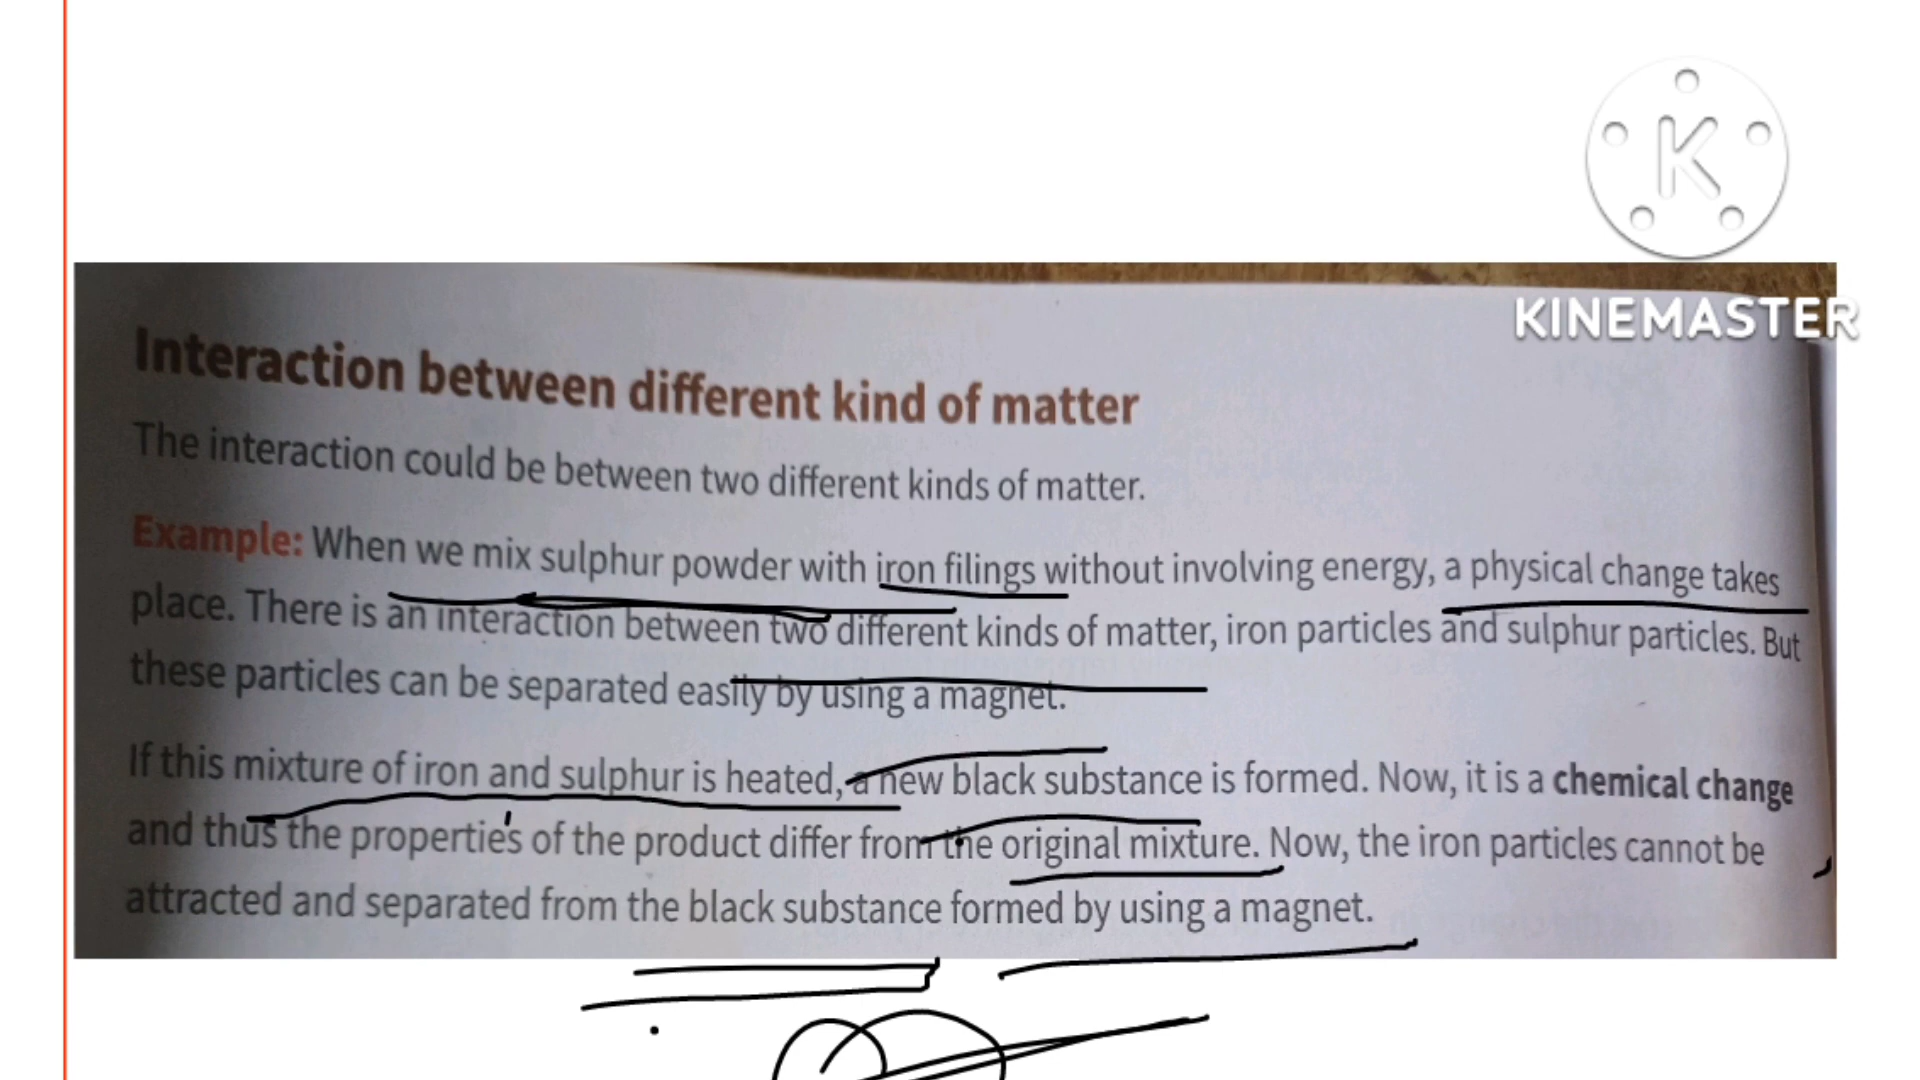 K
KINEMASTER
Interaction between different kind of matter
The interaction could be between two different kinds of matter.
Example: When we mix sulphur powder with iron filings without involving energy, a physical change takes
place. There is an interaction between two different kinds of matter, iron particles and sulphur particles. But
these particles can be separated easily by using a magnet.
If this mixture of iron and sulphur is heated, a new black substance is formed. Now, it is a chemical change
and thus the properties of the product differ from the original mixture. Now, the iron particles cannot be
attracted and separated from the black substance formed by using a magnet.